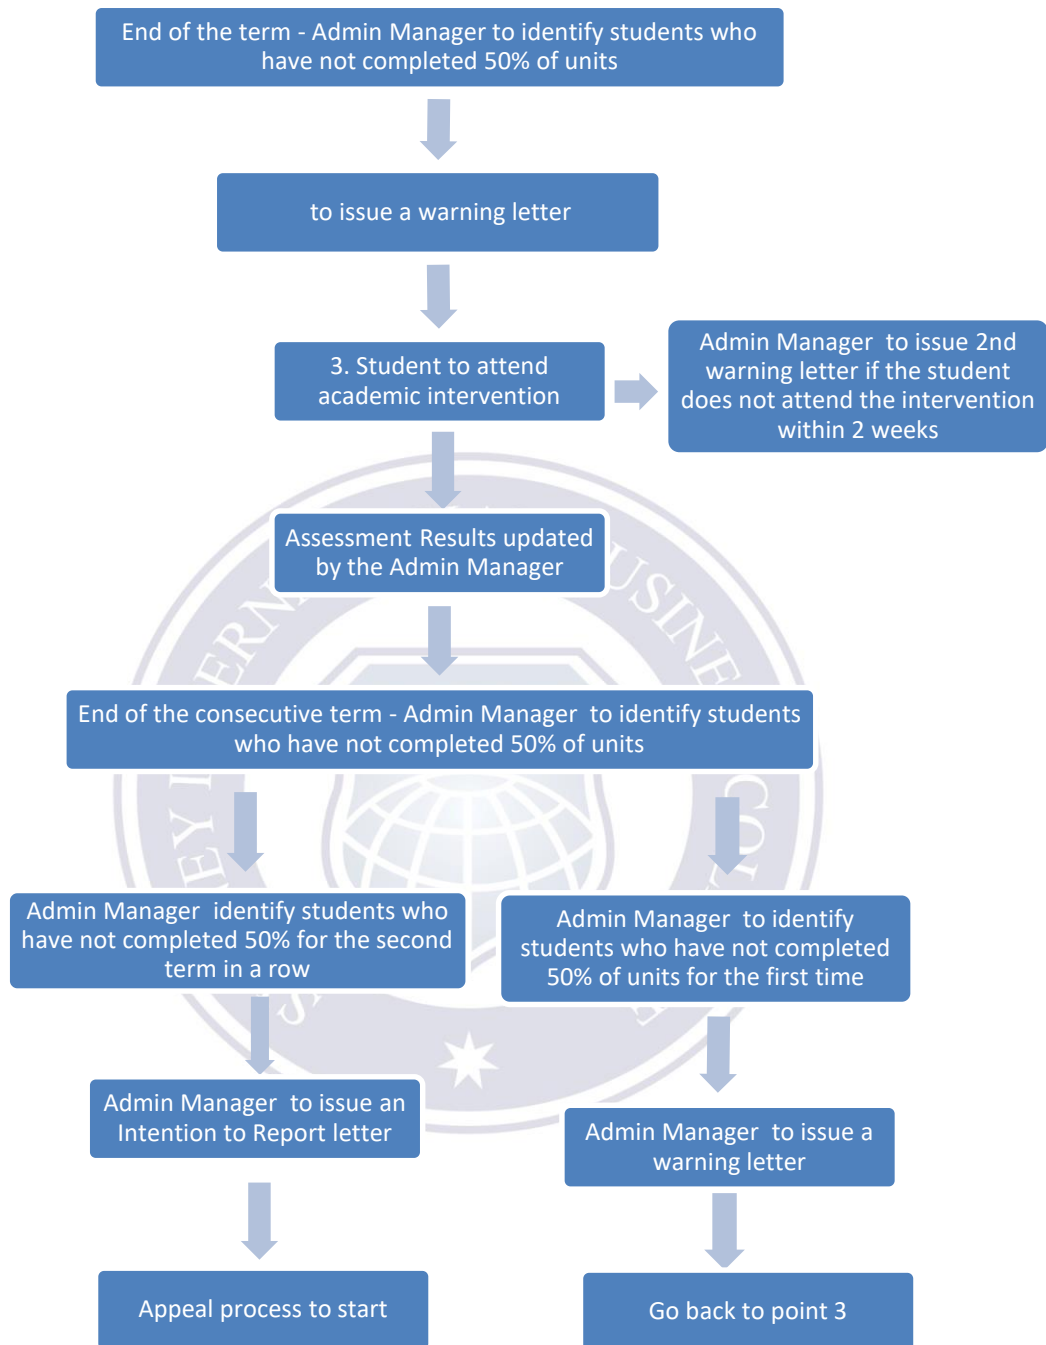 End of the term - Admin Manager to identify students who
have not completed 50% of units
to issue a warning letter
3. Student to attend
academic intervention
Admin Manager  to issue 2nd
warning letter if the student
does not attend the intervention
within 2 weeks
Assessment Results updated
by the Admin Manager
End of the consecutive term - Admin Manager  to identify students
who have not completed 50% of units
Admin Manager  identify students who
have not completed 50% for the second
term in a row
Admin Manager  to identify
students who have not completed
50% of units for the first time
Admin Manager  to issue an
Intention to Report letter
Admin Manager  to issue a
warning letter
Appeal process to start
Go back to point 3